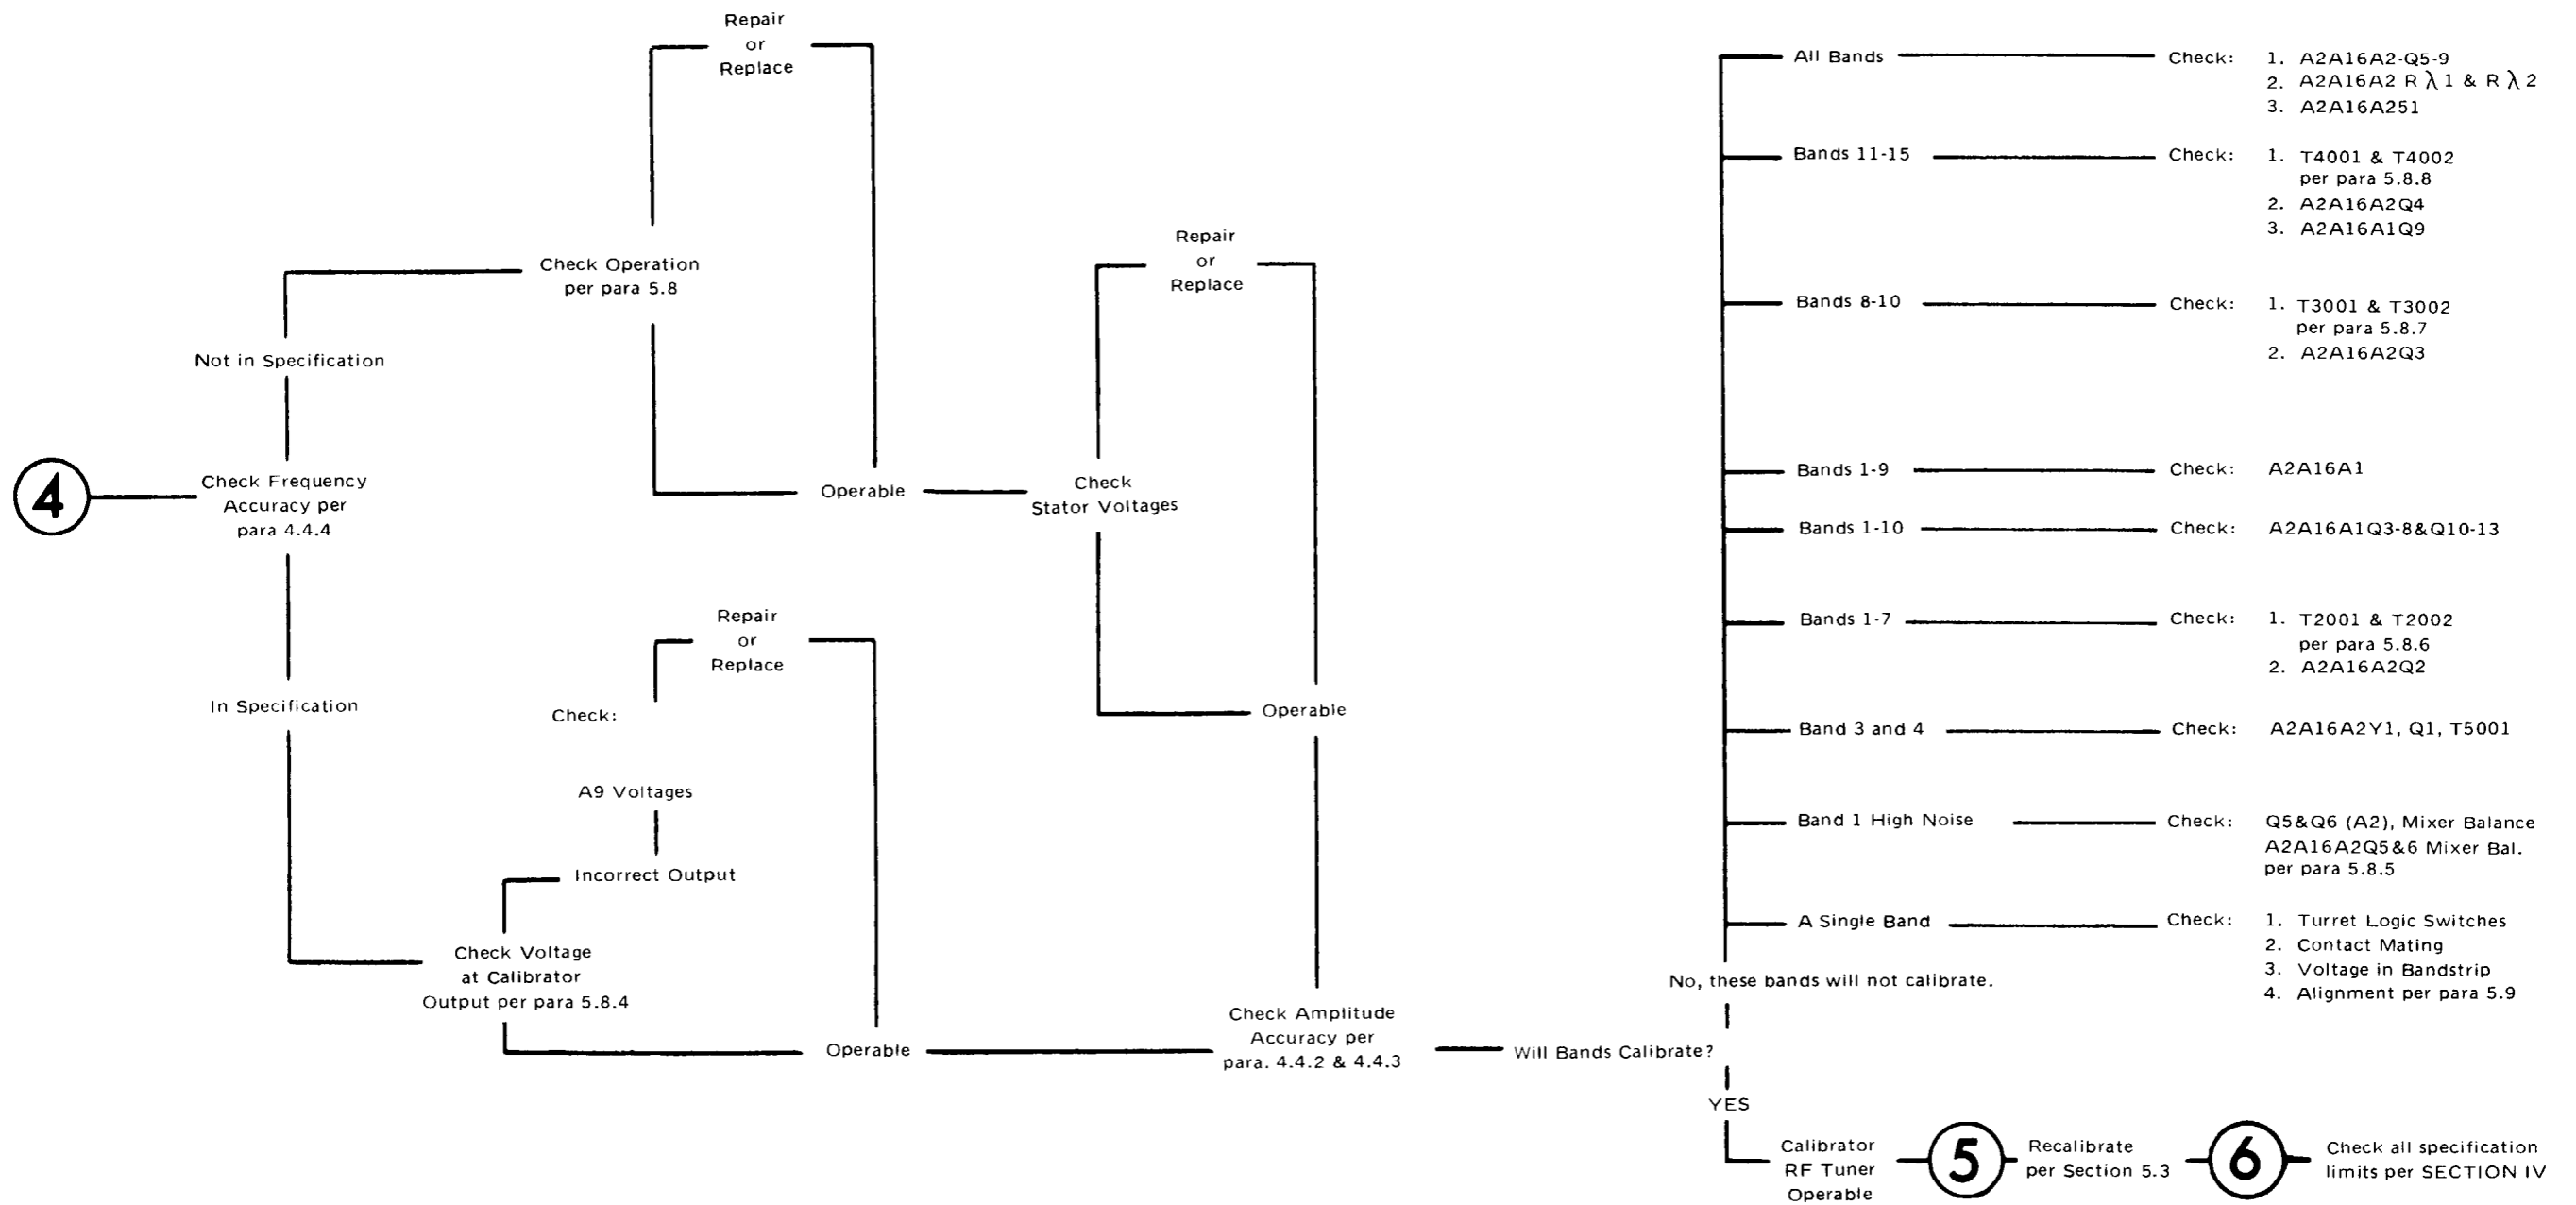 Repair
or
Replace
Check Operation
per para 5.8
Not in Specification
4
Check Frequency
Accuracy per
para 4.4.4
Operable
Repair
or
Replace
Check
Stator Voltages
Operable
In Specification
Repair
or
Replace
Check:
A9 Voltages
Incorrect Output
Check Voltage
at Calibrator
Output per para 5.8.4
Operable
Check Amplitude
Accuracy per
para. 4.4.2 & 4.4.3
Will Bands Calibrate?
All Bands Check: 1. A2A16A2-Q5-9
2. A2A16A2 R λ 1 & R λ 2
3. A2A16A251
Bands 11-15 Check: 1. T4001 & T4002
per para 5.8.8
2. A2A16A2Q4
3. A2A16A1Q9
Bands 8-10 Check: 1. T3001 & T3002
per para 5.8.7
2. A2A16A2Q3
Bands 1-9 Check: A2A16A1
Bands 1-10 Check: A2A16A1Q3-8&Q10-13
Bands 1-7 Check: 1. T2001 & T2002
per para 5.8.6
2. A2A16A2Q2
Band 3 and 4 Check: A2A16A2Y1, Q1, T5001
Band 1 High Noise Check: Q5&Q6 (A2), Mixer Balance
A2A16A2Q5&6 Mixer Bal.
per para 5.8.5
A Single Band Check: 1. Turret Logic Switches
2. Contact Mating
3. Voltage in Bandstrip
4. Alignment per para 5.9
No, these bands will not calibrate.
YES
Calibrator
RF Tuner
Operable
5
Recalibrate
per Section 5.3
6
Check all specification
limits per SECTION IV